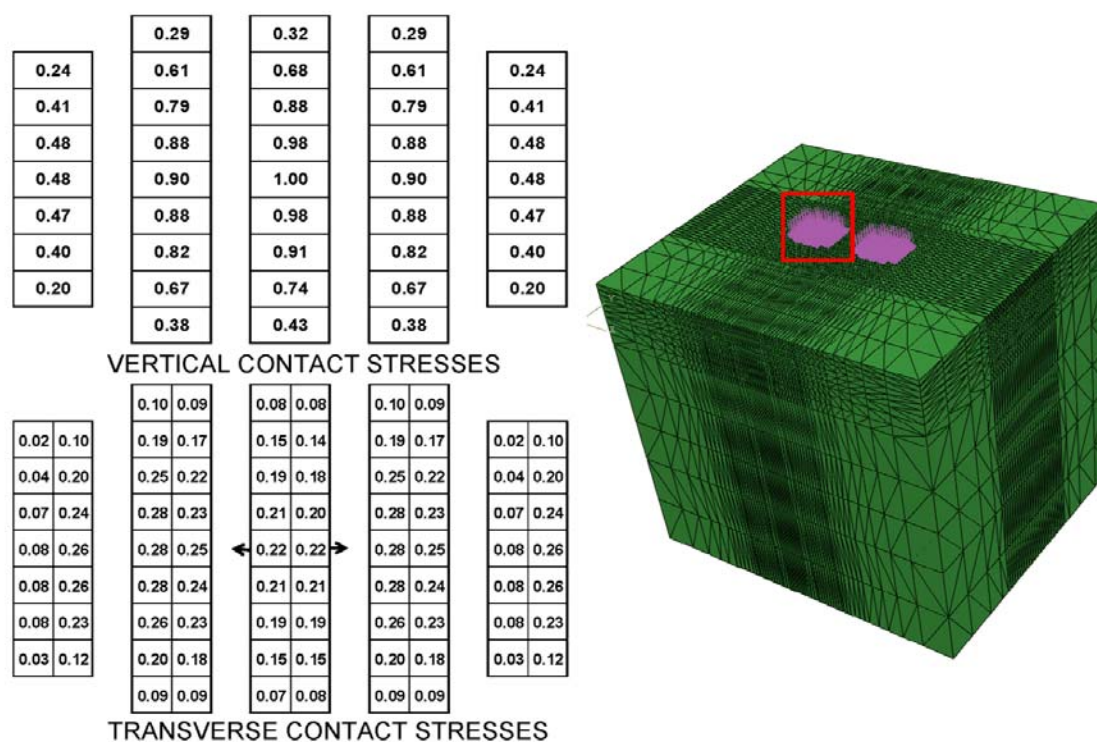 0.29 0.32 0.29
0.24 0.61 0.68 0.61 0.24
0.41 0.79 0.88 0.79 0.41
0.48 0.88 0.98 0.88 0.48
0.48 0.90 1.00 0.90 0.48
0.47 0.88 0.98 0.88 0.47
0.40 0.82 0.91 0.82 0.40
0.20 0.67 0.74 0.67 0.20
0.38 0.43 0.38
VERTICAL CONTACT STRESSES
0.10 0.09 0.08 0.08 0.10 0.09
0.02 0.10 0.19 0.17 0.15 0.14 0.19 0.17 0.02 0.10
0.04 0.20 0.25 0.22 0.19 0.18 0.25 0.22 0.04 0.20
0.07 0.24 0.28 0.23 0.21 0.20 0.28 0.23 0.07 0.24
0.08 0.26 0.28 0.25 0.22 0.22 0.28 0.25 0.08 0.26
0.08 0.26 0.28 0.24 0.21 0.21 0.28 0.24 0.08 0.26
0.08 0.23 0.26 0.23 0.19 0.19 0.26 0.23 0.08 0.23
0.03 0.12 0.20 0.18 0.15 0.15 0.20 0.18 0.03 0.12
0.09 0.09 0.07 0.08 0.09 0.09
TRANSVERSE CONTACT STRESSES